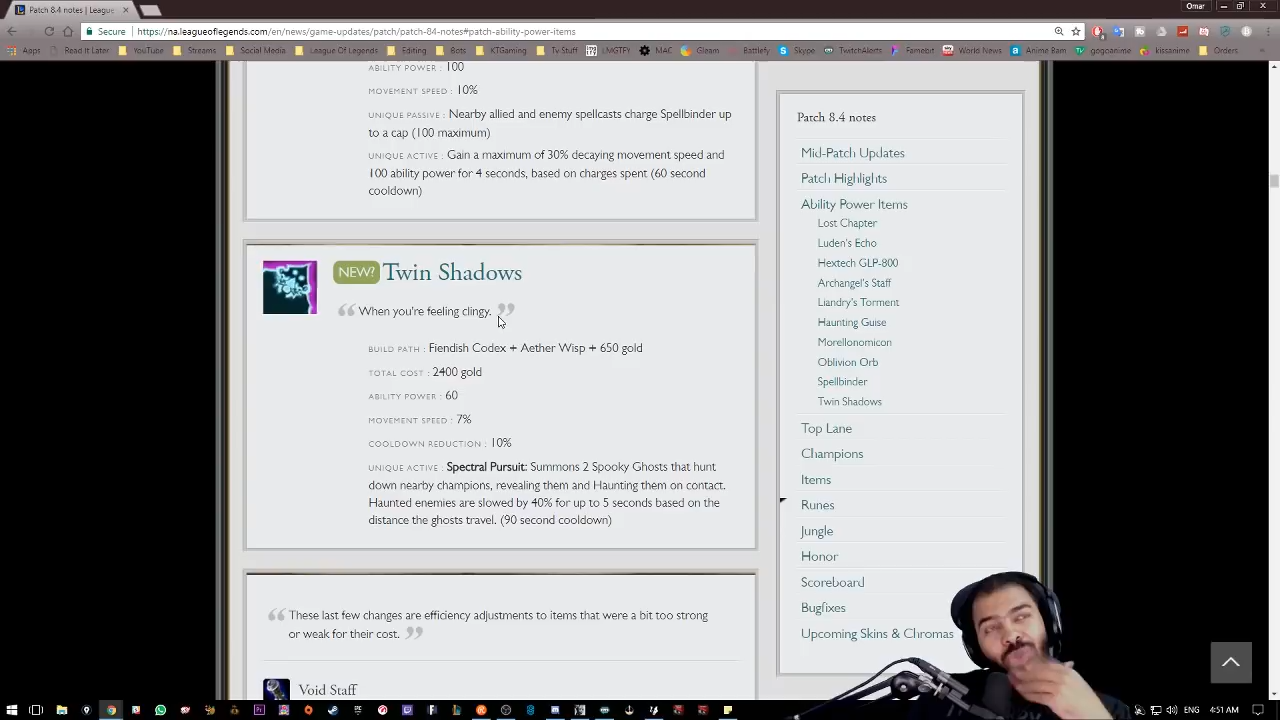 Patch 8.4 notes | League
Omar
Secure
https://na.leagueoflegends.com/en/news/game-updates/patch/patch-84-notes#patch-ability-power-items
Apps
Read It Later
YouTube
Streams
Social Media
League Of Legends
Editing
Bots
KTGaming
Tv Stuff
LMGTFY
MAC
Gleam
Battlefy
Skype
TwitchAlerts
Famebit
World News
Anime Bam
gogoanime
kissanime
Orders
ABILITY POWER : 100
MOVEMENT SPEED : 10%
UNIQUE PASSIVE : Nearby allied and enemy spellcasts charge Spellbinder up
to a cap (100 maximum)
UNIQUE ACTIVE : Gain a maximum of 30% decaying movement speed and
100 ability power for 4 seconds, based on charges spent (60 second
cooldown)
NEW? Twin Shadows
“ When you're feeling clingy. ”
BUILD PATH : Fiendish Codex + Aether Wisp + 650 gold
TOTAL COST : 2400 gold
ABILITY POWER : 60
MOVEMENT SPEED : 7%
COOLDOWN REDUCTION : 10%
UNIQUE ACTIVE : Spectral Pursuit: Summons 2 Spooky Ghosts that hunt
down nearby champions, revealing them and Haunting them on contact.
Haunted enemies are slowed by 40% for up to 5 seconds based on the
distance the ghosts travel. (90 second cooldown)
“ These last few changes are efficiency adjustments to items that were a bit too strong
or weak for their cost. ”
Void Staff
Patch 8.4 notes
Mid-Patch Updates
Patch Highlights
Ability Power Items
Lost Chapter
Luden's Echo
Hextech GLP-800
Archangel's Staff
Liandry's Torment
Haunting Guise
Morellonomicon
Oblivion Orb
Spellbinder
Twin Shadows
Top Lane
Champions
Items
Runes
Jungle
Honor
Scoreboard
Bugfixes
Upcoming Skins & Chromas
4:51 AM